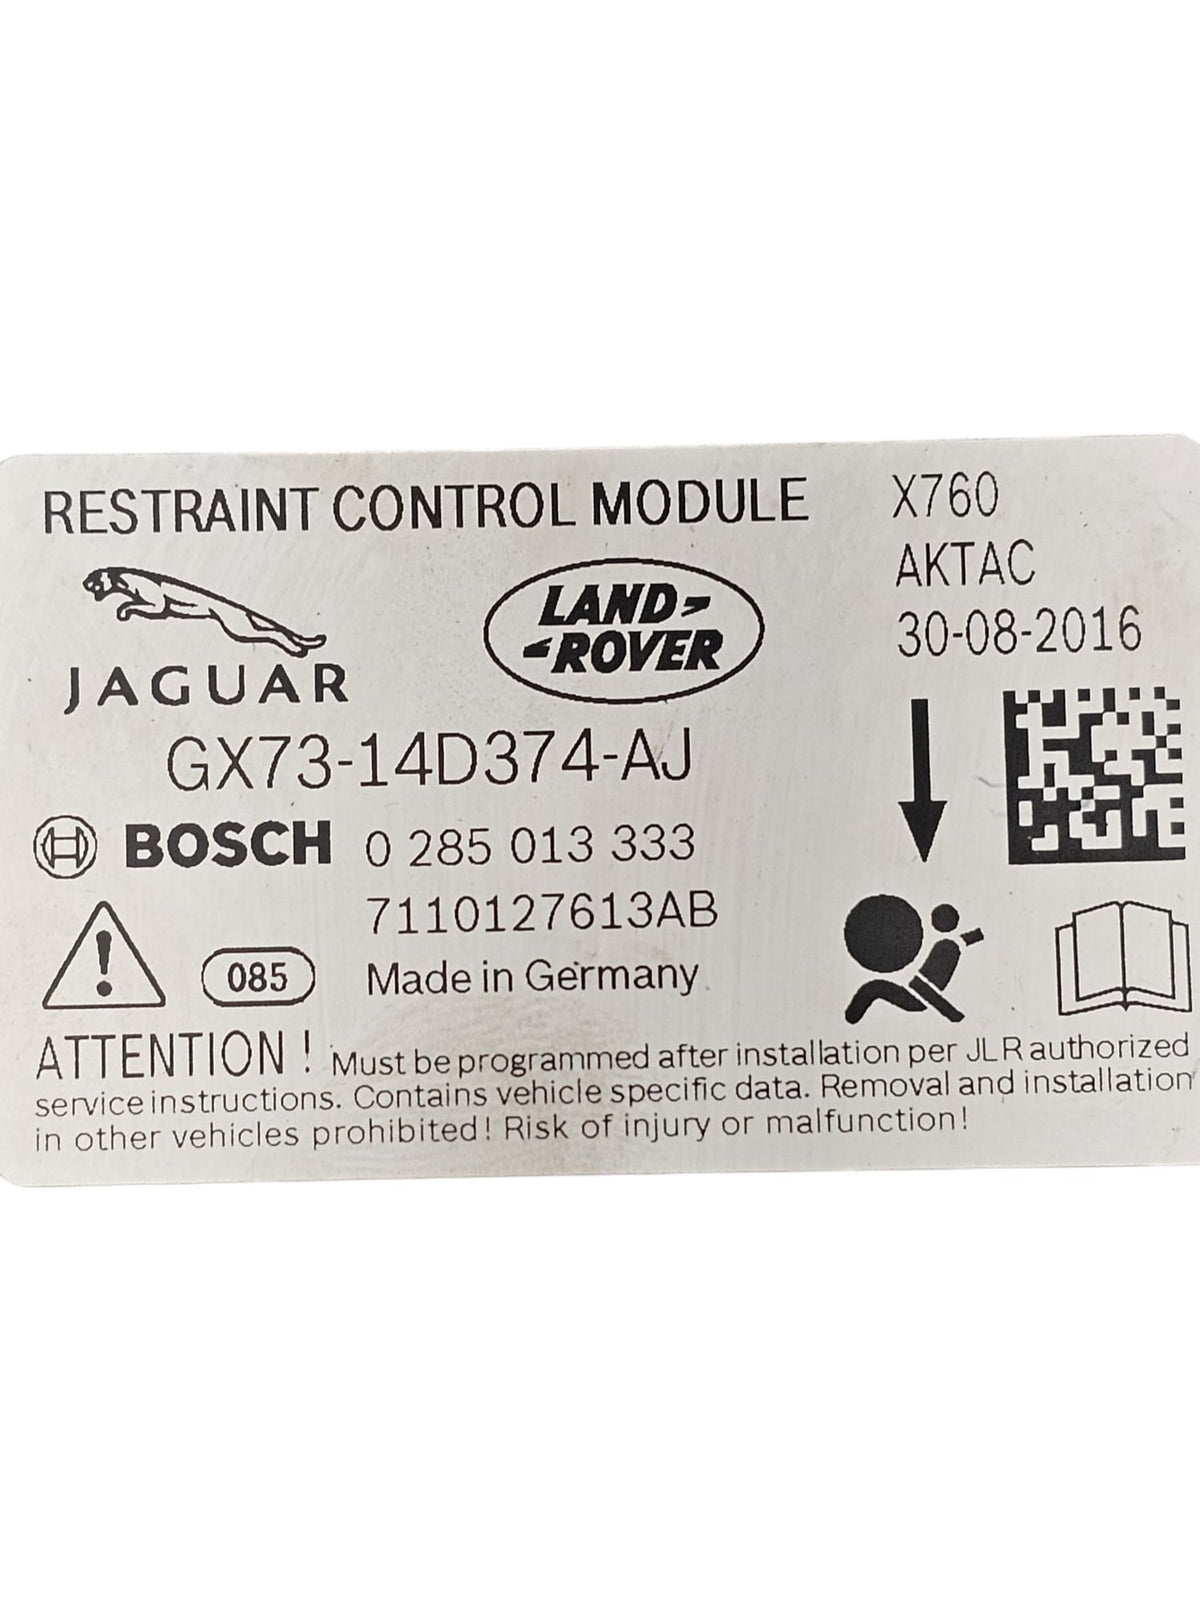 RESTRAINT CONTROL MODULE
X760
AKTAC
30-08-2016
JAGUAR
LAND
ROVER
GX73-14D374-AJ
BOSCH 0 285 013 333
7110127613AB
085 Made in Germany
ATTENTION ! Must be programmed after installation per JLR authorized
service instructions. Contains vehicle specific data. Removal and installation
in other vehicles prohibited! Risk of injury or malfunction!